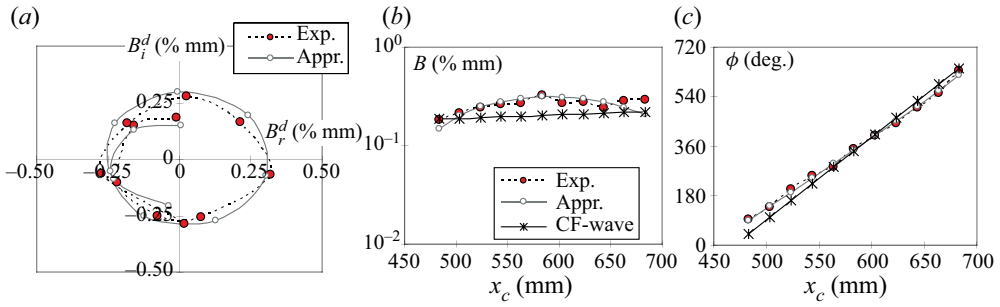 (a)
B_i^d (% mm)
Exp.
Appr.
0.25
B_r^d (% mm)
0
−0.50
−0.25
0
0.25
0.50
−0.25
−0.50
(b)
10^0
B (% mm)
10^−1
Exp.
Appr.
CF-wave
10^−2
450
500
550
600
650
700
x_c (mm)
(c)
720
ϕ (deg.)
540
360
180
0
450
500
550
600
650
700
x_c (mm)